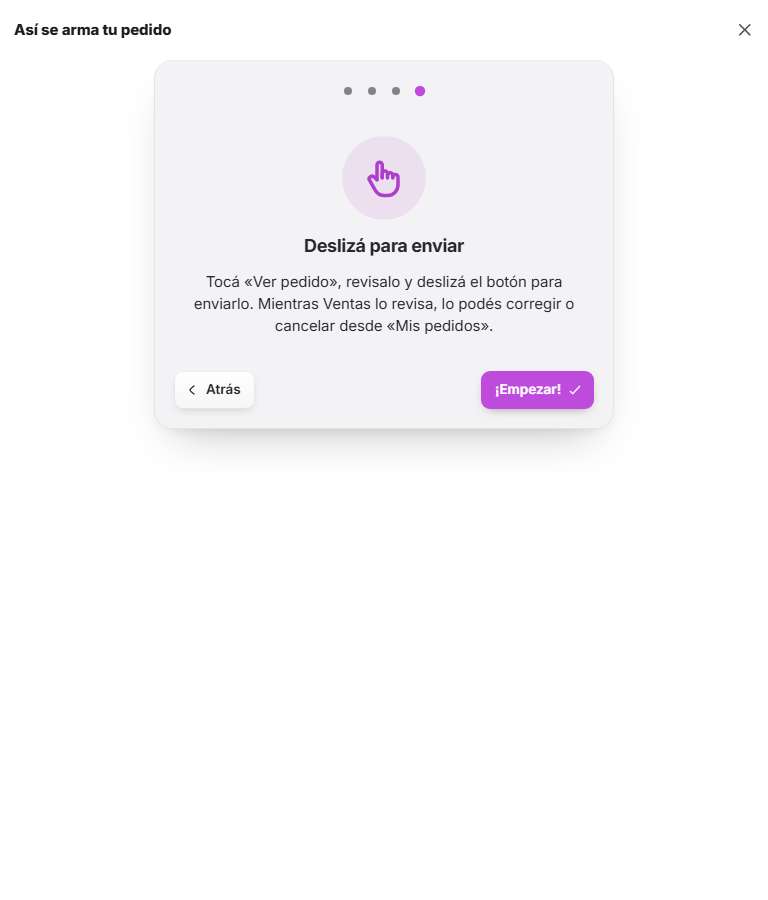 Así se arma tu pedido
Deslizá para enviar
Tocá «Ver pedido», revisalo y deslizá el botón para
enviarlo. Mientras Ventas lo revisa, lo podés corregir o
cancelar desde «Mis pedidos».
Atrás
¡Empezar!